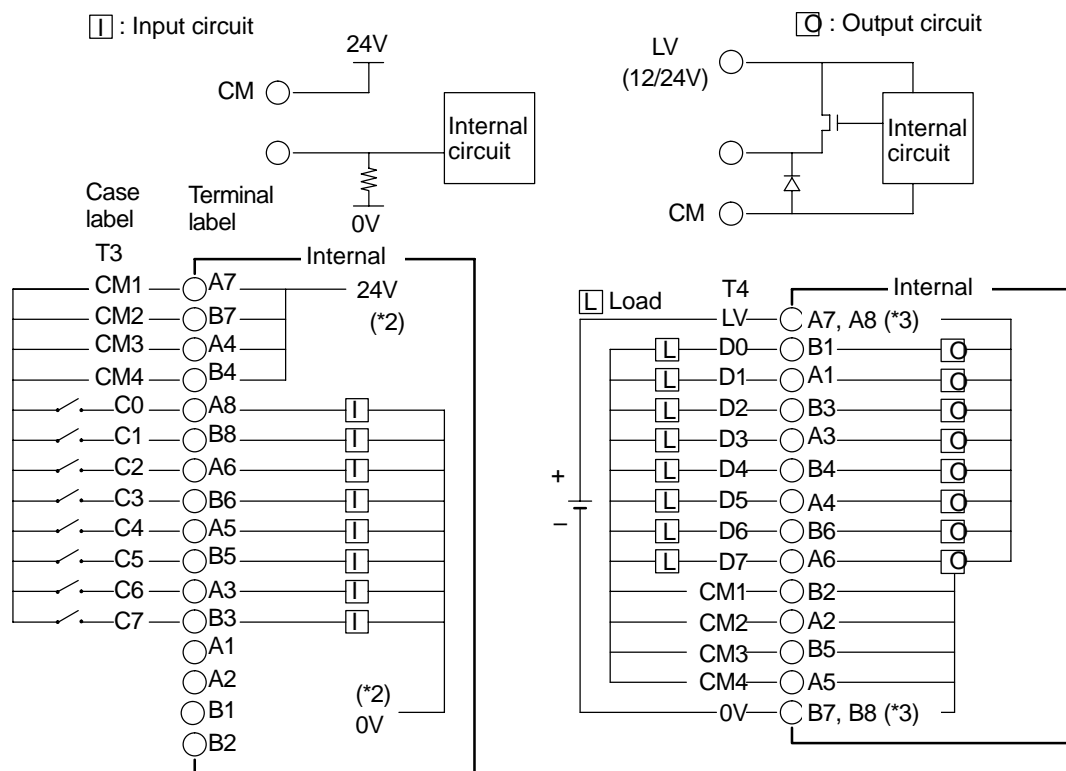 I : Input circuit
24V
CM
Internal
circuit
0V
O : Output circuit
LV
(12/24V)
Internal
circuit
CM
Case
label
Terminal
label
T3
Internal
CM1 A7 24V
CM2 B7 (*2)
CM3 A4
CM4 B4
C0 A8 I
C1 B8 I
C2 A6 I
C3 B6 I
C4 A5 I
C5 B5 I
C6 A3 I
C7 B3 I
A1
A2
B1
B2
(*2)
0V
L Load
T4
Internal
LV A7, A8 (*3)
L D0 B1 O
L D1 A1 O
L D2 B3 O
L D3 A3 O
L D4 B4 O
L D5 A4 O
L D6 B6 O
L D7 A6 O
CM1 B2
CM2 A2
CM3 B5
CM4 A5
0V B7, B8 (*3)
+
–